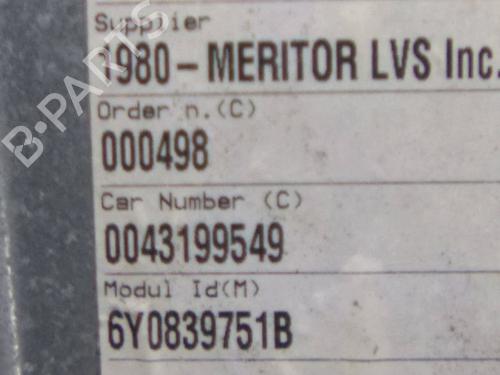 Supplier
1980-MERITOR LVS Inc.
Order n.(C)
000498
Car Number (C)
0043199549
Modul Id(M)
6Y0839751B
B-PARTS